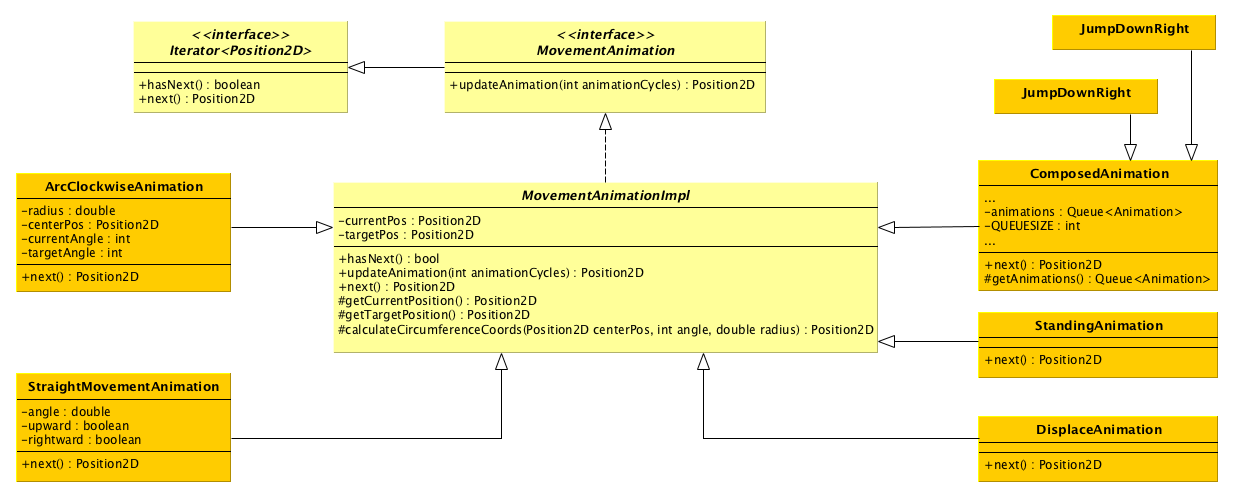 <<interface>>
Iterator<Position2D>
+hasNext() : boolean
+next() : Position2D
<<interface>>
MovementAnimation
+updateAnimation(int animationCycles) : Position2D
JumpDownRight
JumpDownRight
ArcClockwiseAnimation
-radius : double
-centerPos : Position2D
-currentAngle : int
-targetAngle : int
+next() : Position2D
MovementAnimationImpl
-currentPos : Position2D
-targetPos : Position2D
+hasNext() : bool
+updateAnimation(int animationCycles) : Position2D
+next() : Position2D
#getCurrentPosition() : Position2D
#getTargetPosition() : Position2D
#calculateCircumferenceCoords(Position2D centerPos, int angle, double radius) : Position2D
ComposedAnimation
...
-animations : Queue<Animation>
-QUEUESIZE : int
...
+next() : Position2D
#getAnimations() : Queue<Animation>
StandingAnimation
+next() : Position2D
StraightMovementAnimation
-angle : double
-upward : boolean
-rightward : boolean
+next() : Position2D
DisplaceAnimation
+next() : Position2D